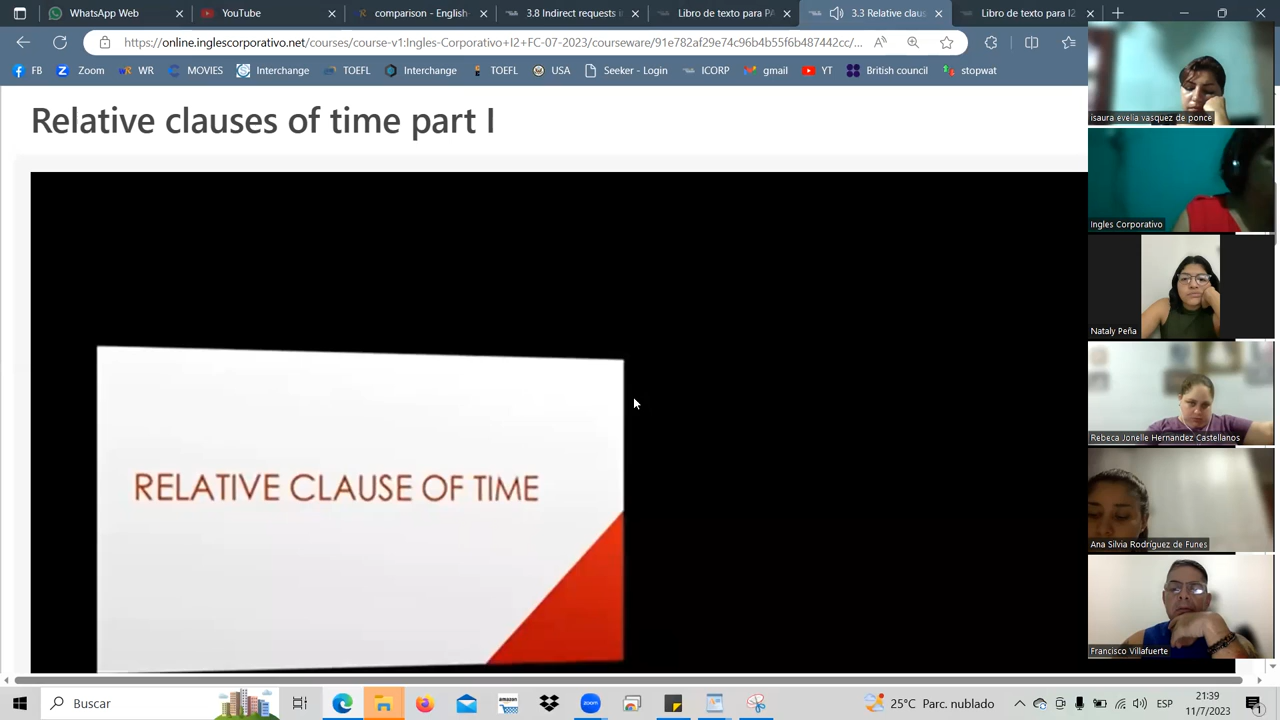 WhatsApp Web
YouTube
comparison - English-
3.8 Indirect requests i
Libro de texto para PA
3.3 Relative claus
Libro de texto para I2
https://online.inglescorporativo.net/courses/course-v1:Ingles-Corporativo+I2+FC-07-2023/courseware/91e782af29e74c96b4b55f6b487442cc/...
FB
Zoom
WR
MOVIES
Interchange
TOEFL
Interchange
TOEFL
USA
Seeker - Login
ICORP
gmail
YT
British council
stopwat
Relative clauses of time part I
RELATIVE CLAUSE OF TIME
isaura evelia vasquez de ponce
Ingles Corporativo
Nataly Peña
Rebeca Jonelle Hernandez Castellanos
Ana Silvia Rodríguez de Funes
Francisco Villafuerte
Buscar
25°C Parc. nublado
ESP
21:39
11/7/2023